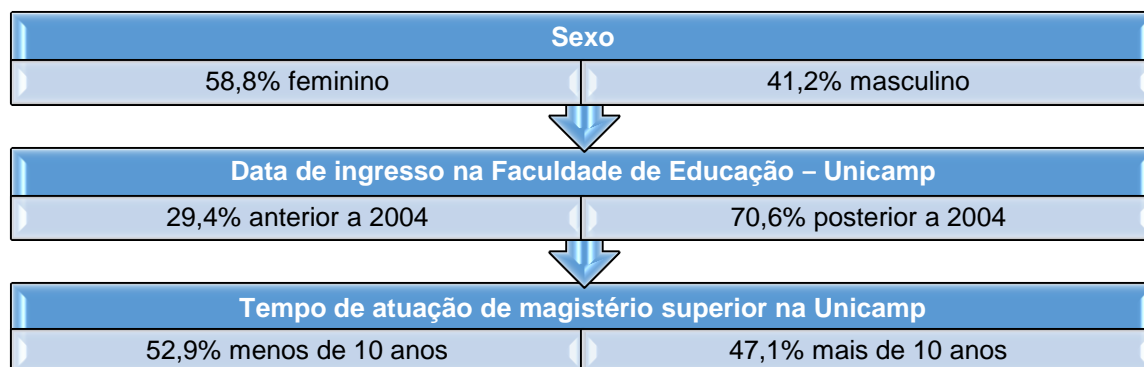 Sexo
58,8% feminino 41,2% masculino
Data de ingresso na Faculdade de Educação – Unicamp
29,4% anterior a 2004 70,6% posterior a 2004
Tempo de atuação de magistério superior na Unicamp
52,9% menos de 10 anos 47,1% mais de 10 anos